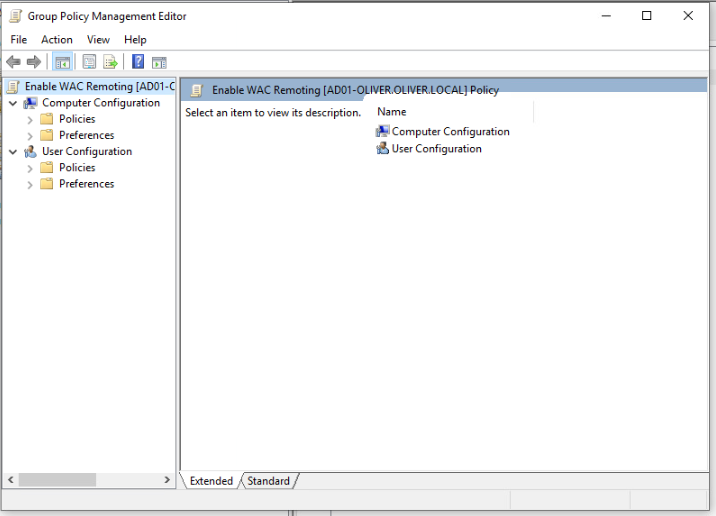 Group Policy Management Editor
File Action View Help
Enable WAC Remoting [AD01-O
Computer Configuration
Policies
Preferences
User Configuration
Policies
Preferences
Enable WAC Remoting [AD01-OLIVER.OLIVER.LOCAL] Policy
Select an item to view its description.
Name
Computer Configuration
User Configuration
Extended Standard